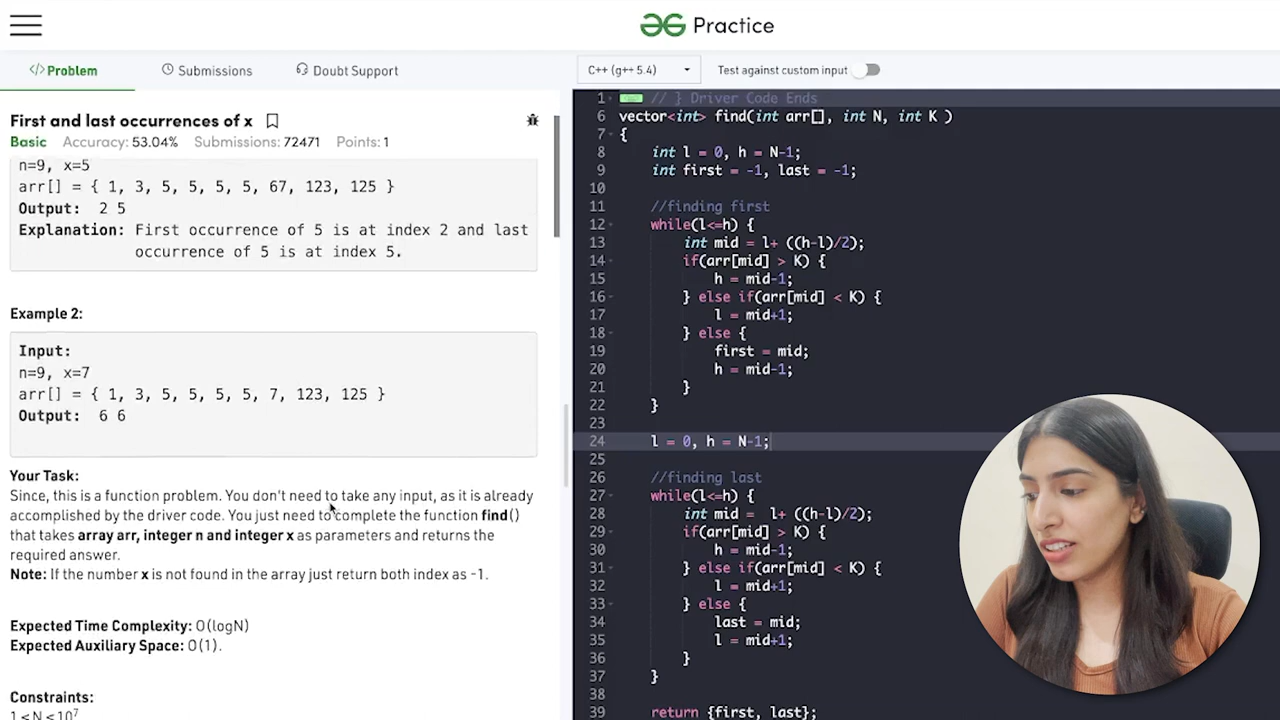 Practice
</> Problem
Submissions
Doubt Support
C++ (g++ 5.4)
Test against custom input
First and last occurrences of x
Basic Accuracy: 53.04% Submissions: 72471 Points: 1
n=9, x=5
arr[] = { 1, 3, 5, 5, 5, 5, 67, 123, 125 }
Output:  2 5
Explanation: First occurrence of 5 is at index 2 and last
occurrence of 5 is at index 5.
Example 2:
Input:
n=9, x=7
arr[] = { 1, 3, 5, 5, 5, 5, 7, 123, 125 }
Output:  6 6
Your Task:
Since, this is a function problem. You don't need to take any input, as it is already
accomplished by the driver code. You just need to complete the function find()
that takes array arr, integer n and integer x as parameters and returns the
required answer.
Note: If the number x is not found in the array just return both index as -1.
Expected Time Complexity: O(logN)
Expected Auxiliary Space: O(1).
Constraints:
1 ≤ N ≤ 10⁷
1 // } Driver Code Ends
6 vector<int> find(int arr[], int N, int K )
7 {
8 int l = 0, h = N-1;
9 int first = -1, last = -1;
10
11 //finding first
12 while(l<=h) {
13 int mid = l+ ((h-l)/2);
14 if(arr[mid] > K) {
15 h = mid-1;
16 } else if(arr[mid] < K) {
17 l = mid+1;
18 } else {
19 first = mid;
20 h = mid-1;
21 }
22 }
23
24 l = 0, h = N-1;
25
26 //finding last
27 while(l<=h) {
28 int mid =  l+ ((h-l)/2);
29 if(arr[mid] > K) {
30 h = mid-1;
31 } else if(arr[mid] < K) {
32 l = mid+1;
33 } else {
34 last = mid;
35 l = mid+1;
36 }
37 }
38
39 return {first, last};